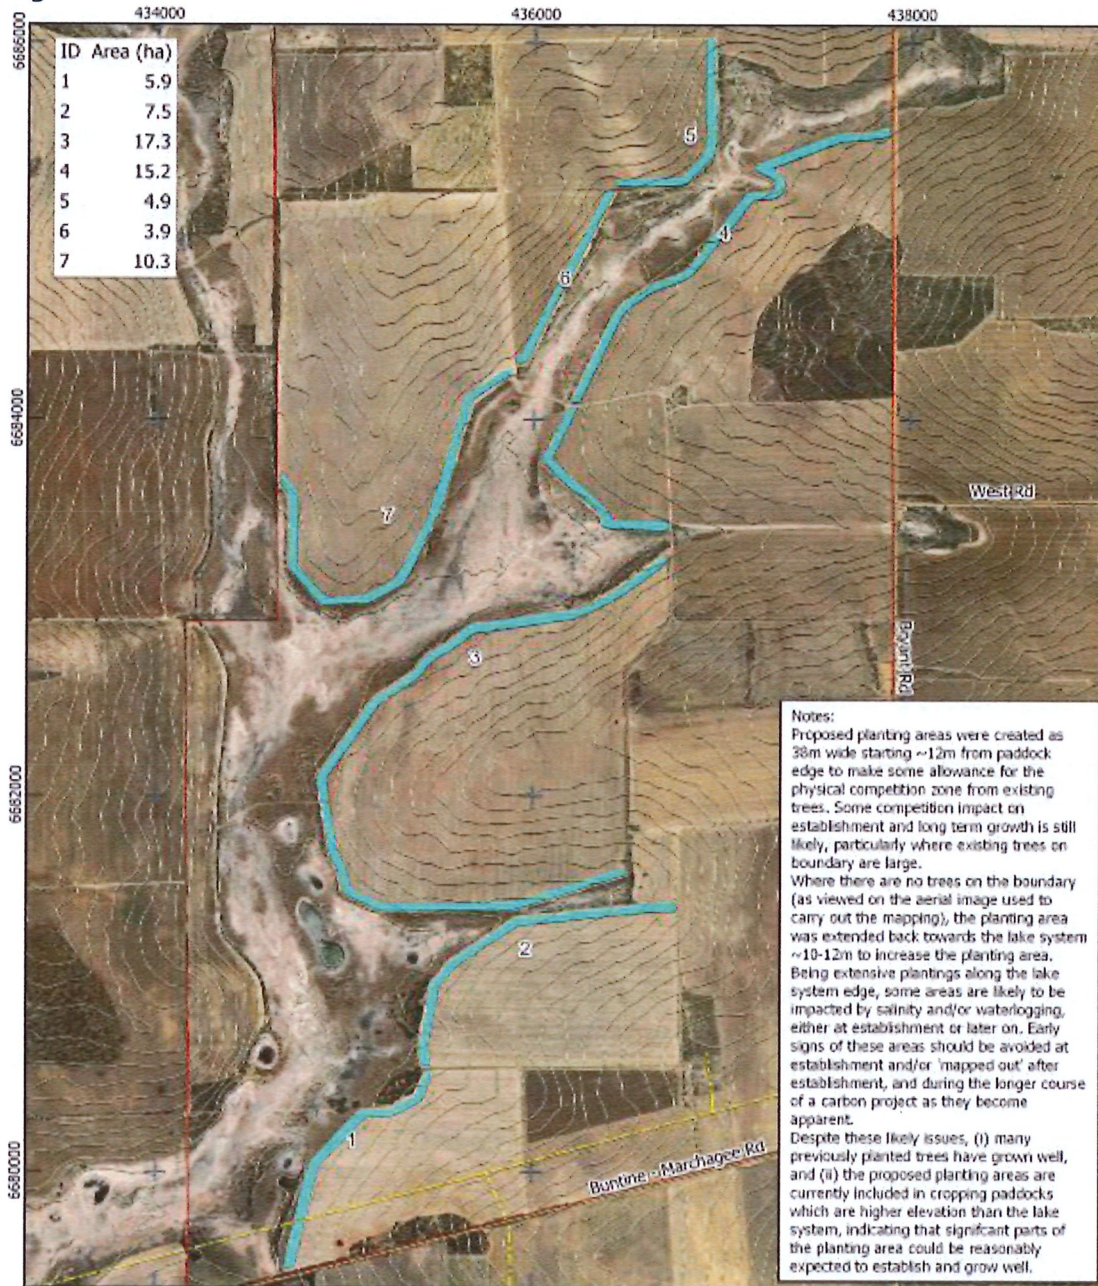 434000 436000 438000
6686000
ID Area (ha)
1 5.9
2 7.5
3 17.3
4 15.2
5 4.9
6 3.9
7 10.3
5
4
6
6684000
West Rd
7
Bryant Rd
3
6682000
2
1
6680000
Buntine - Marchagee Rd
Notes:
Proposed planting areas were created as
38m wide starting ~12m from paddock
edge to make some allowance for the
physical competition zone from existing
trees. Some competition impact on
establishment and long term growth is still
likely, particularly where existing trees on
boundary are large.
Where there are no trees on the boundary
(as viewed on the aerial image used to
carry out the mapping), the planting area
was extended back towards the lake system
~10-12m to increase the planting area.
Being extensive plantings along the lake
system edge, some areas are likely to be
impacted by salinity and/or waterlogging,
either at establishment or later on. Early
signs of these areas should be avoided at
establishment and/or 'mapped out' after
establishment, and during the longer course
of a carbon project as they become
apparent.
Despite these likely issues, (i) many
previously planted trees have grown well,
and (ii) the proposed planting areas are
currently included in cropping paddocks
which are higher elevation than the lake
system, indicating that signifcant parts of
the planting area could be reasonably
expected to establish and grow well.